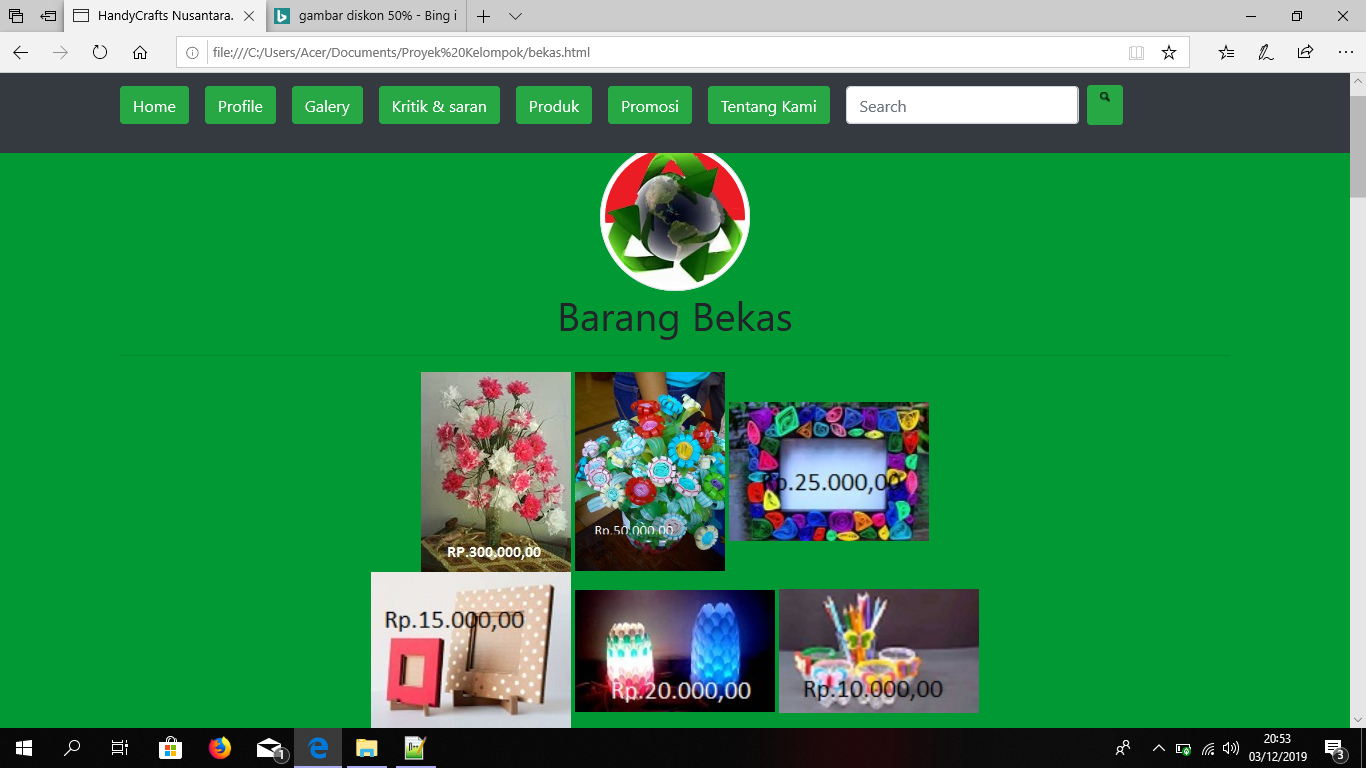 HandyCrafts Nusantara.
gambar diskon 50% - Bing i
file:///C:/Users/Acer/Documents/Proyek%20Kelompok/bekas.html
Home
Profile
Galery
Kritik & saran
Produk
Promosi
Tentang Kami
Search
Barang Bekas
RP.300.000,00
Rp.50.000,00
Rp.25.000,00
Rp.15.000,00
Rp.20.000,00
Rp.10.000,00
1
20:53
03/12/2019
3